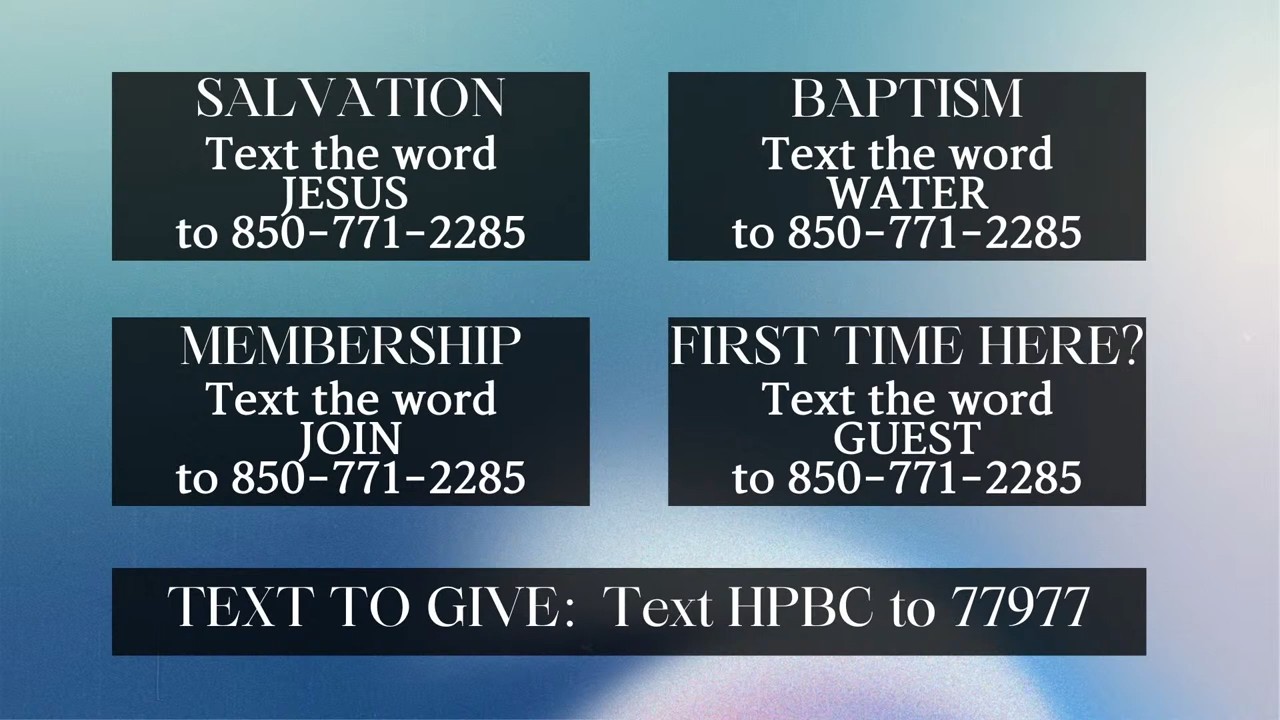 SALVATION
Text the word
JESUS
to 850-771-2285
BAPTISM
Text the word
WATER
to 850-771-2285
MEMBERSHIP
Text the word
JOIN
to 850-771-2285
FIRST TIME HERE?
Text the word
GUEST
to 850-771-2285
TEXT TO GIVE: Text HPBC to 77977